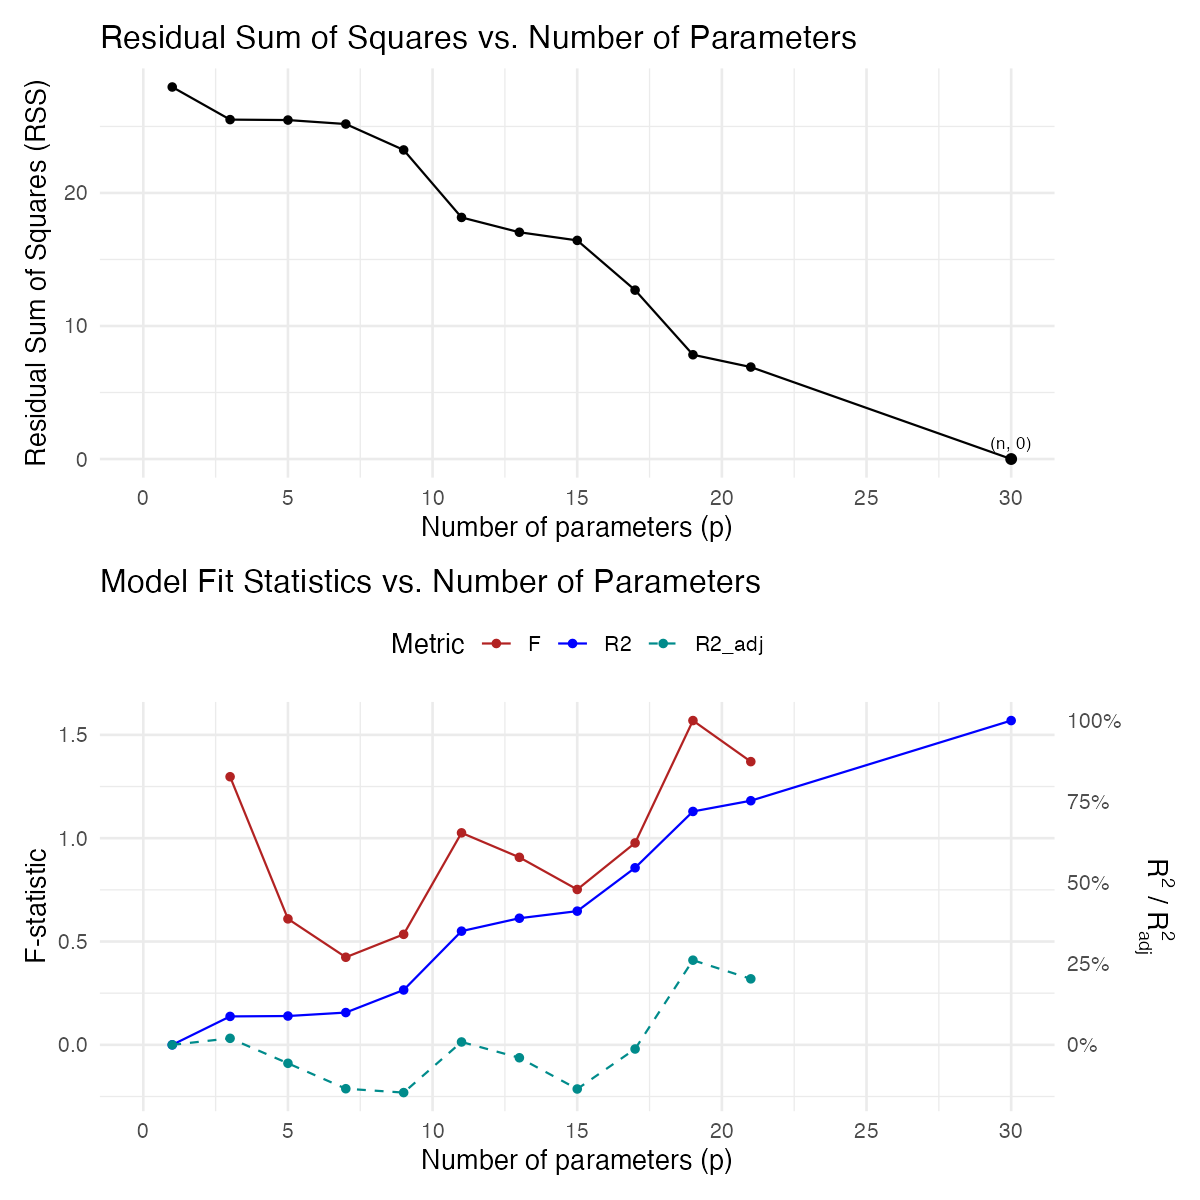 Residual Sum of Squares vs. Number of Parameters
Residual Sum of Squares (RSS)
20
10
0
(n, 0)
0 5 10 15 20 25 30
Number of parameters (p)
Model Fit Statistics vs. Number of Parameters
Metric F R2 R2_adj
F-statistic
1.5
1.0
0.5
0.0
100%
75%
50%
25%
0%
R² / R²adj
0 5 10 15 20 25 30
Number of parameters (p)